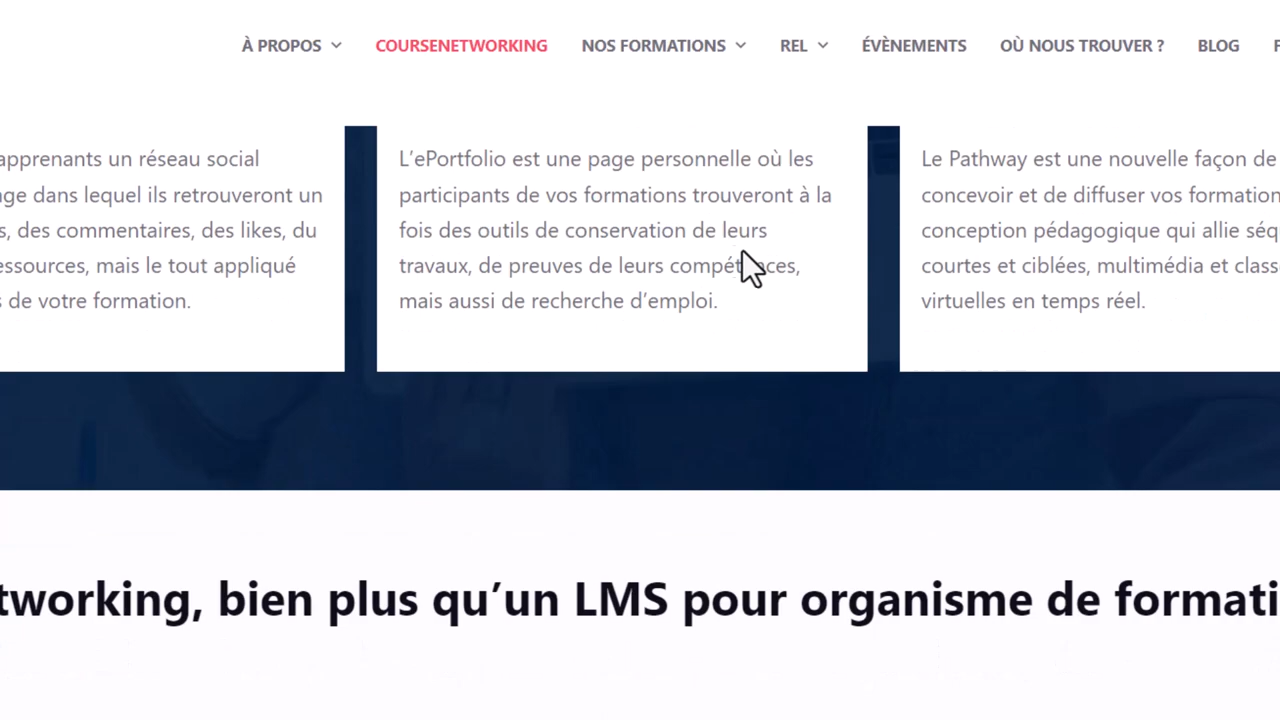 À PROPOS COURSENETWORKING NOS FORMATIONS REL ÉVÈNEMENTS OÙ NOUS TROUVER ? BLOG F
apprenants un réseau social
ge dans lequel ils retrouveront un
s, des commentaires, des likes, du
essources, mais le tout appliqué
s de votre formation.
L’ePortfolio est une page personnelle où les
participants de vos formations trouveront à la
fois des outils de conservation de leurs
travaux, de preuves de leurs compétences,
mais aussi de recherche d’emploi.
Le Pathway est une nouvelle façon de
concevoir et de diffuser vos formation
conception pédagogique qui allie séq
courtes et ciblées, multimédia et class
virtuelles en temps réel.
tworking, bien plus qu’un LMS pour organisme de formati